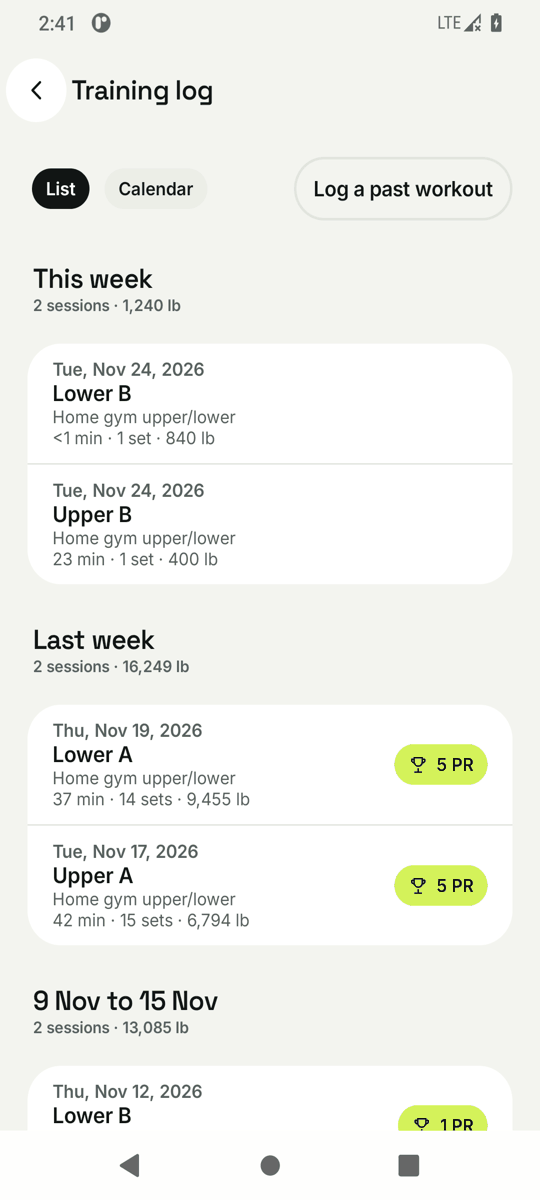 2:41
LTE
Training log
List
Calendar
Log a past workout
This week
2 sessions · 1,240 lb
Tue, Nov 24, 2026
Lower B
Home gym upper/lower
<1 min · 1 set · 840 lb
Tue, Nov 24, 2026
Upper B
Home gym upper/lower
23 min · 1 set · 400 lb
Last week
2 sessions · 16,249 lb
Thu, Nov 19, 2026
Lower A
Home gym upper/lower
37 min · 14 sets · 9,455 lb
5 PR
Tue, Nov 17, 2026
Upper A
Home gym upper/lower
42 min · 15 sets · 6,794 lb
5 PR
9 Nov to 15 Nov
2 sessions · 13,085 lb
Thu, Nov 12, 2026
Lower B
1 PR